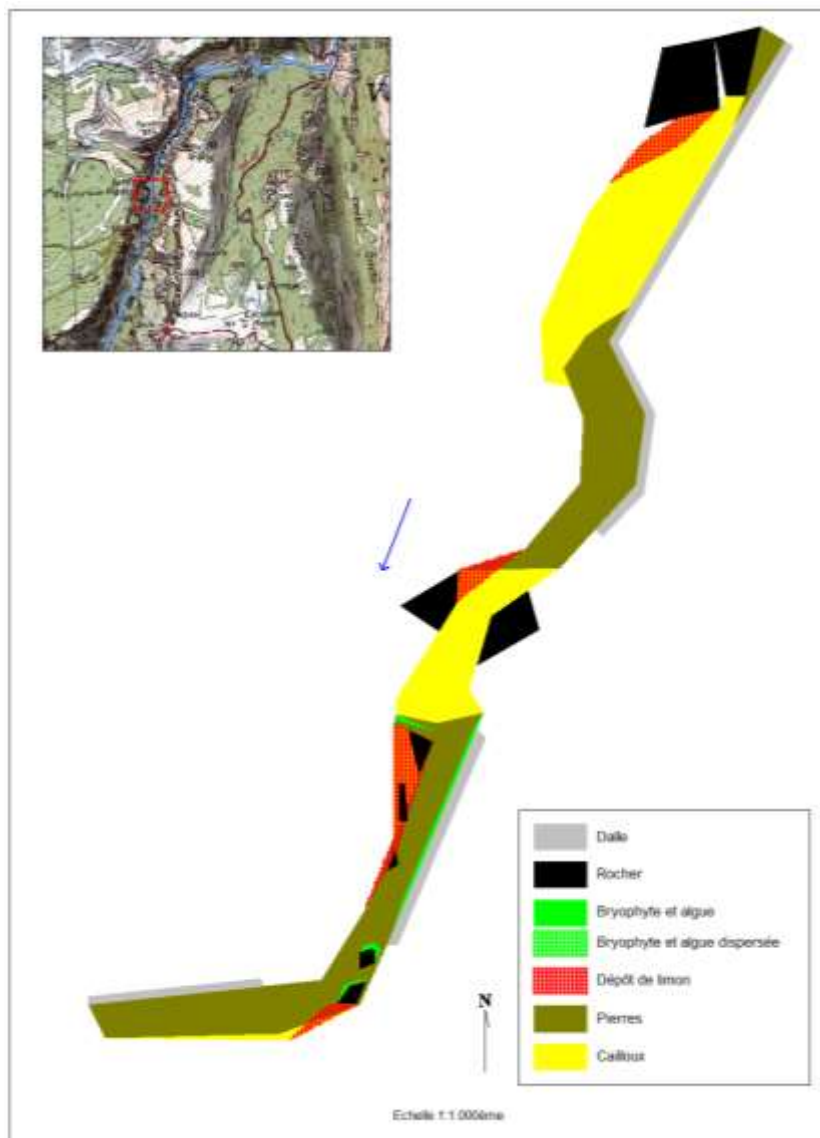 Dalle
Rocher
Bryophyte et algue
Bryophyte et algue dispersée
Dépôt de limon
Pierres
Cailloux
N
Echelle 1:1.000ème